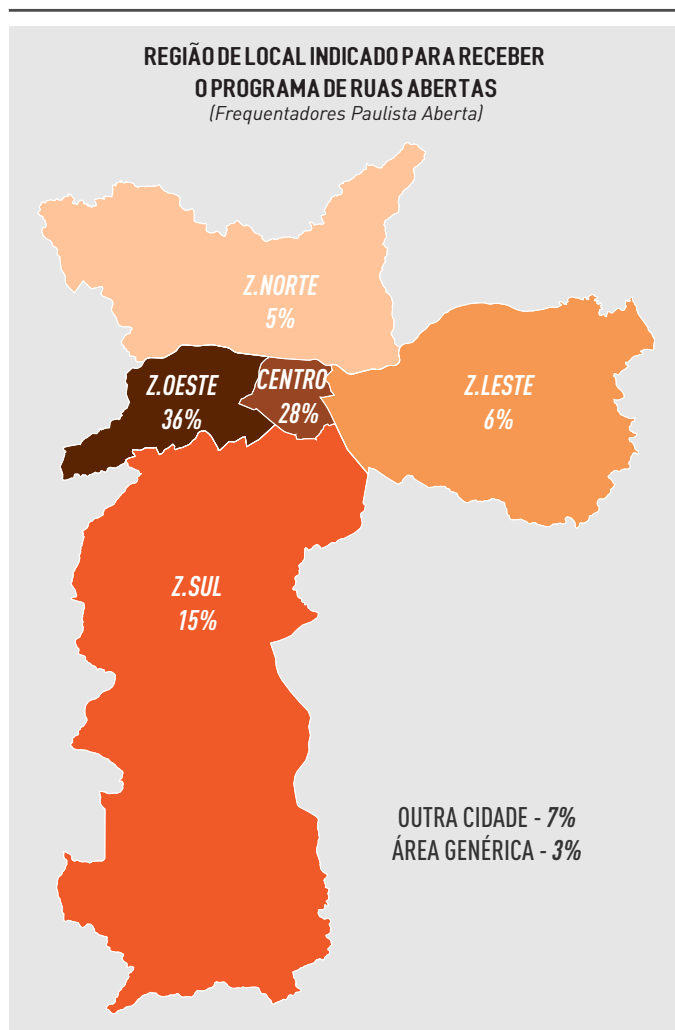 REGIÃO DE LOCAL INDICADO PARA RECEBER
O PROGRAMA DE RUAS ABERTAS
(Frequentadores Paulista Aberta)
Z.NORTE
5%
Z.OESTE
36%
CENTRO
28%
Z.LESTE
6%
Z.SUL
15%
OUTRA CIDADE - 7%
ÁREA GENÉRICA - 3%